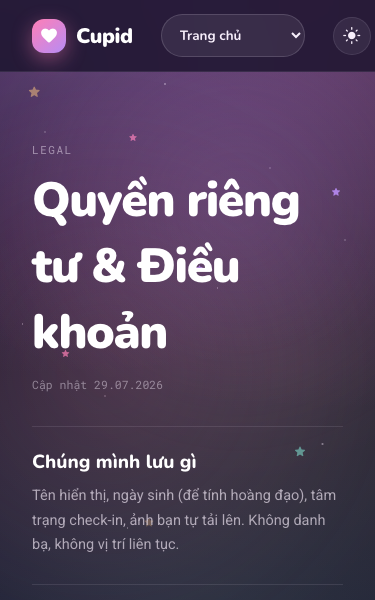 Cupid
Trang chủ
LEGAL
Quyền riêng
tư & Điều
khoản
Cập nhật 29.07.2026
Chúng mình lưu gì
Tên hiển thị, ngày sinh (để tính hoàng đạo), tâm
trạng check-in, ảnh bạn tự tải lên. Không danh
bạ, không vị trí liên tục.